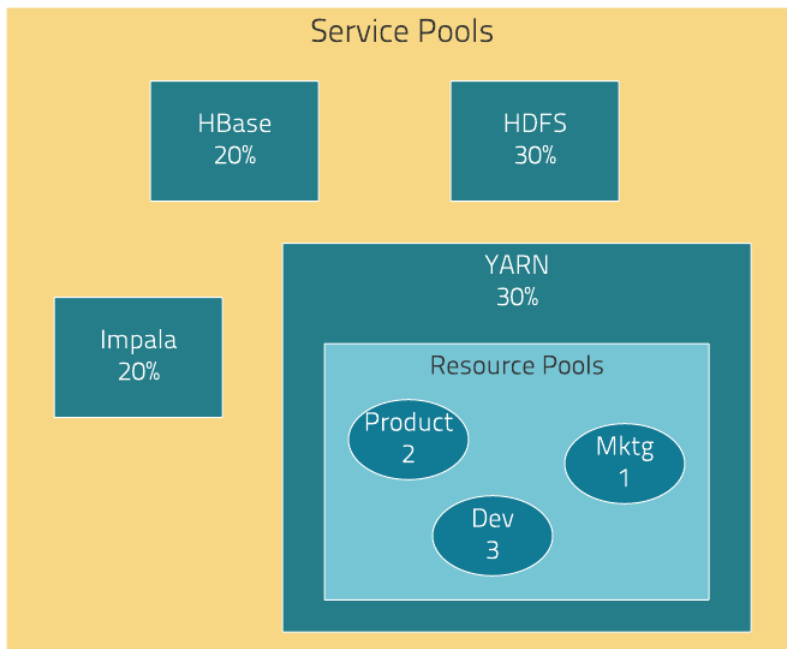 Service Pools
HBase
20%
HDFS
30%
YARN
30%
Impala
20%
Resource Pools
Product
2
Mktg
1
Dev
3